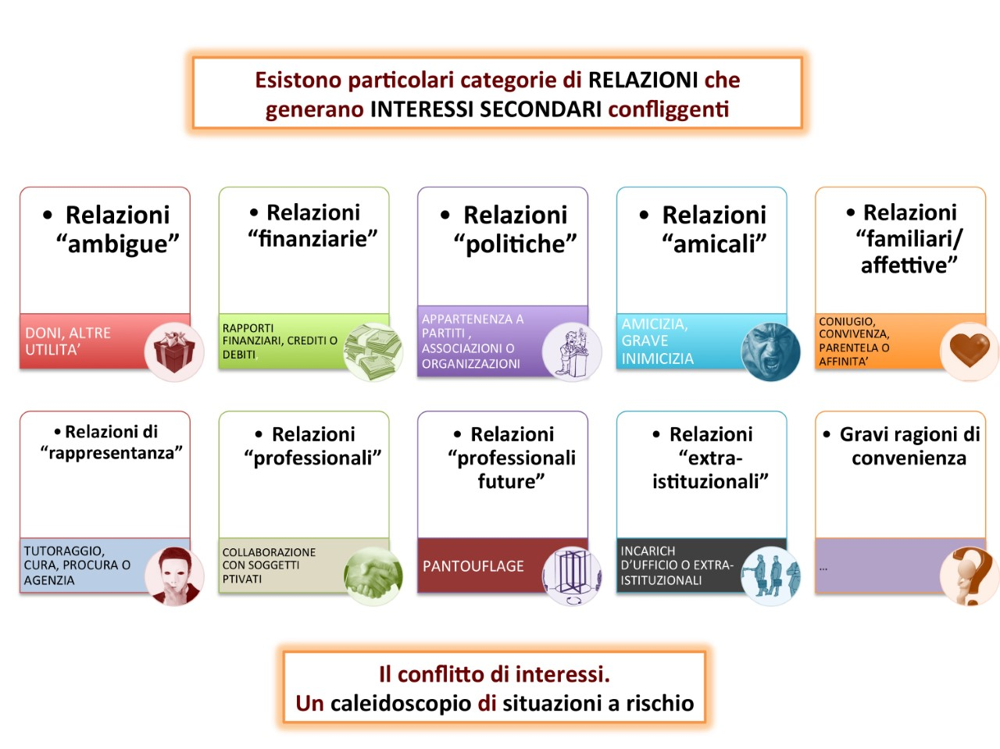 Esistono particolari categorie di RELAZIONI che
generano INTERESSI SECONDARI confliggenti
• Relazioni
“ambigue”
DONI, ALTRE
UTILITA’
• Relazioni
“finanziarie”
RAPPORTI
FINANZIARI, CREDITI O
DEBITI.
• Relazioni
“politiche”
APPARTENENZA A
PARTITI ,
ASSOCIAZIONI O
ORGANIZZAZIONI
• Relazioni
“amicali”
AMICIZIA,
GRAVE
INIMICIZIA
• Relazioni
“familiari/
affettive”
CONIUGIO,
CONVIVENZA,
PARENTELA O
AFFINITA’
• Relazioni di
“rappresentanza”
TUTORAGGIO,
CURA, PROCURA O
AGENZIA
• Relazioni
“professionali”
COLLABORAZIONE
CON SOGGETTI
PTIVATI
• Relazioni
“professionali
future”
PANTOUFLAGE
• Relazioni
“extra-
istituzionali”
INCARICH
D’UFFICIO O EXTRA-
ISTITUZIONALI
• Gravi ragioni di
convenienza
...
Il conflitto di interessi.
Un caleidoscopio di situazioni a rischio